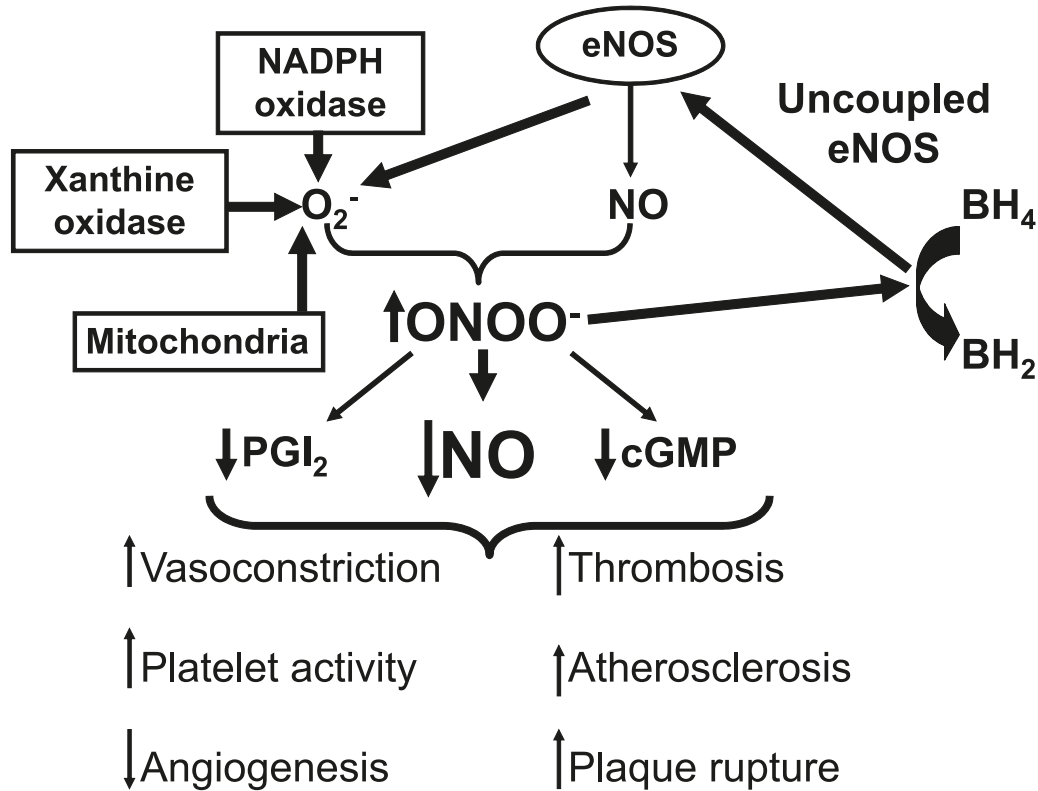 NADPH
oxidase
eNOS
Uncoupled
eNOS
Xanthine
oxidase
O₂⁻
NO
BH₄
Mitochondria
↑ONOO⁻
BH₂
↓PGI₂
↓NO
↓cGMP
↑Vasoconstriction
↑Thrombosis
↑Platelet activity
↑Atherosclerosis
↓Angiogenesis
↑Plaque rupture